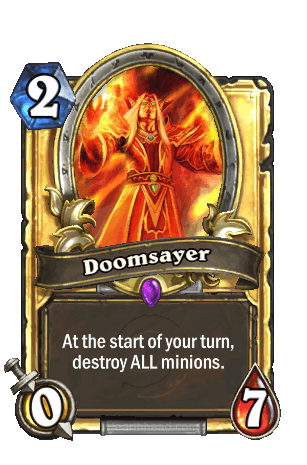 2
Doomsayer
At the start of your turn,
destroy ALL minions.
0
7